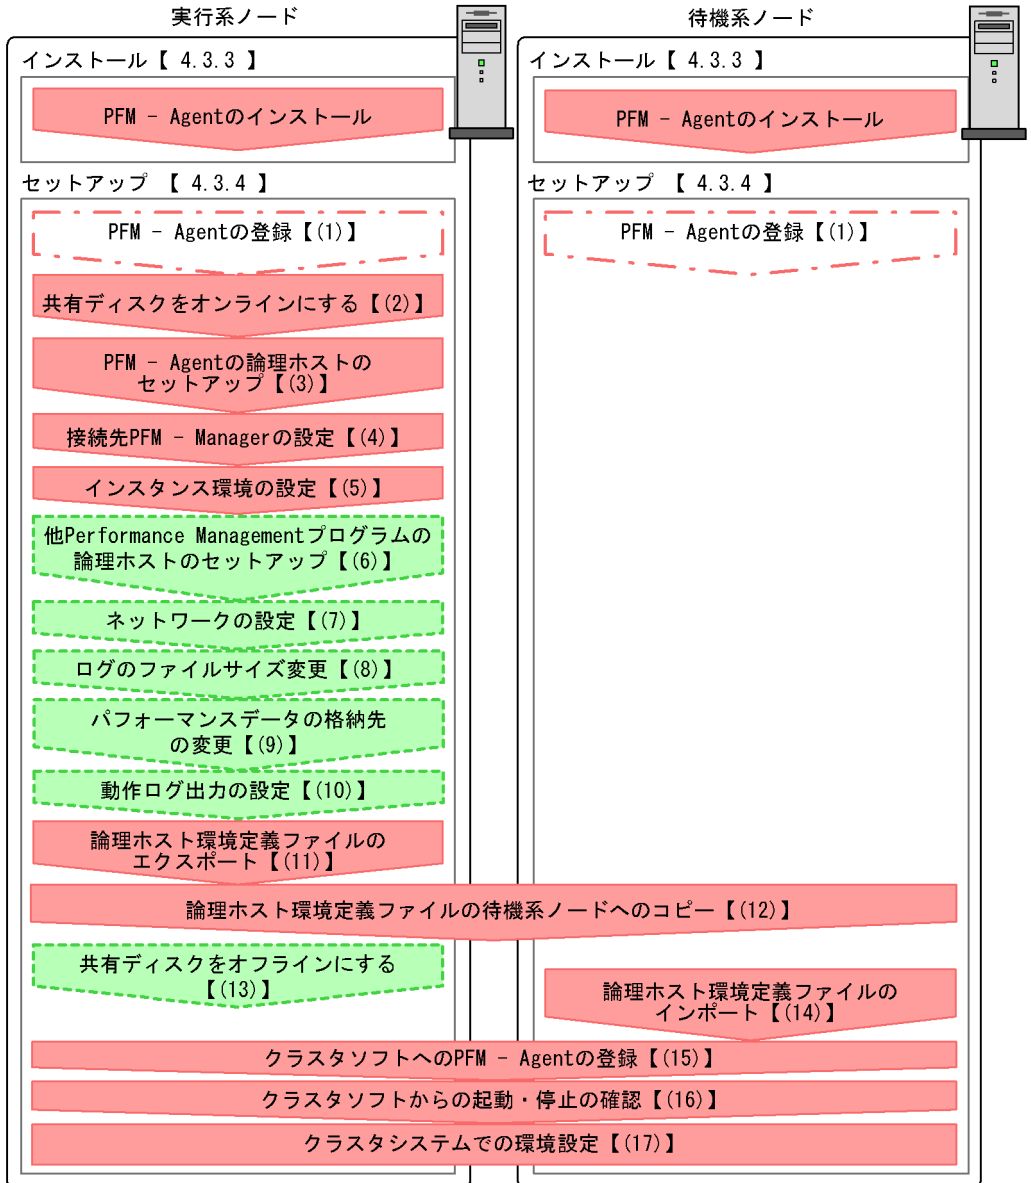 実行系ノード
待機系ノード
インストール【 4.3.3 】
インストール【 4.3.3 】
PFM - Agentのインストール
PFM - Agentのインストール
セットアップ 【 4.3.4 】
セットアップ 【 4.3.4 】
PFM - Agentの登録【(1)】
PFM - Agentの登録【(1)】
共有ディスクをオンラインにする【(2)】
PFM - Agentの論理ホストの
セットアップ【(3)】
接続先PFM - Managerの設定【(4)】
インスタンス環境の設定【(5)】
他Performance Managementプログラムの
論理ホストのセットアップ【(6)】
ネットワークの設定【(7)】
ログのファイルサイズ変更【(8)】
パフォーマンスデータの格納先
の変更【(9)】
動作ログ出力の設定【(10)】
論理ホスト環境定義ファイルの
エクスポート【(11)】
論理ホスト環境定義ファイルの待機系ノードへのコピー【(12)】
共有ディスクをオフラインにする
【(13)】
論理ホスト環境定義ファイルの
インポート【(14)】
クラスタソフトへのPFM - Agentの登録【(15)】
クラスタソフトからの起動・停止の確認【(16)】
クラスタシステムでの環境設定【(17)】